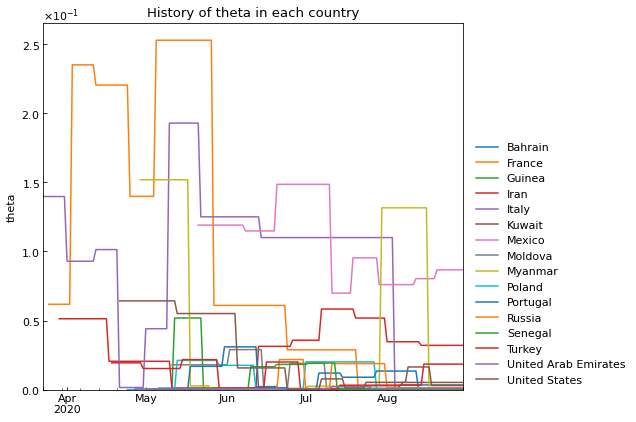 History of theta in each country
×10⁻¹
2.5
2.0
1.5
1.0
0.5
0.0
theta
Apr May Jun Jul Aug
2020
Bahrain
France
Guinea
Iran
Italy
Kuwait
Mexico
Moldova
Myanmar
Poland
Portugal
Russia
Senegal
Turkey
United Arab Emirates
United States